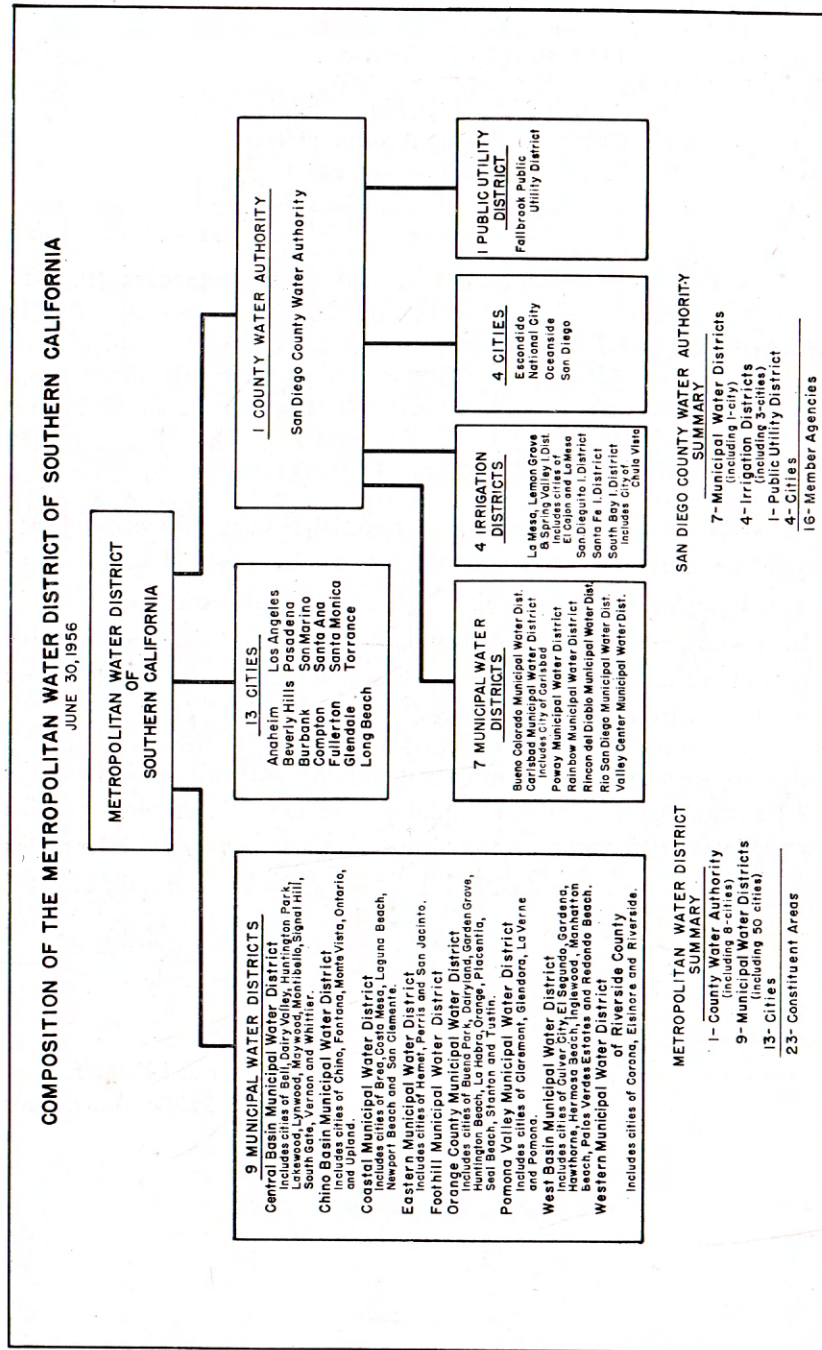 COMPOSITION OF THE METROPOLITAN WATER DISTRICT OF SOUTHERN CALIFORNIA
JUNE 30, 1956
METROPOLITAN WATER DISTRICT
OF
SOUTHERN CALIFORNIA
9 MUNICIPAL WATER DISTRICTS
Central Basin Municipal Water District
Includes cities of Bell, Dairy Valley, Huntington Park,
Lakewood, Lynwood, Maywood, Montibello, Signal Hill,
South Gate, Vernon and Whittier.
Chino Basin Municipal Water District
Includes cities of Chino, Fontana, Monte Vista, Ontario,
and Upland.
Coastal Municipal Water District
Includes cities of Brea, Costa Mesa, Laguna Beach,
Newport Beach and San Clemente.
Eastern Municipal Water District
Includes cities of Hemet, Perris and San Jacinto.
Foothill Municipal Water District
Orange County Municipal Water District
Includes cities of Buena Park, Dairyland, Garden Grove,
Huntington Beach, La Habra, Orange, Placentia,
Seal Beach, Stanton and Tustin.
Pomona Valley Municipal Water District
Includes cities of Claremont, Glendora, La Verne
and Pomona.
West Basin Municipal Water District
Includes cities of Culver City, El Segundo, Gardena,
Hawthorne, Hermosa Beach, Inglewood, Manhattan
Beach, Palos Verdes Estates and Redondo Beach.
Western Municipal Water District
of Riverside County
Includes cities of Corona, Elsinore and Riverside.
13 CITIES
Anaheim Los Angeles
Beverly Hills Pasadena
Burbank San Marino
Compton Santa Ana
Fullerton Santa Monica
Glendale Torrance
Long Beach
1 COUNTY WATER AUTHORITY
San Diego County Water Authority
7 MUNICIPAL WATER
DISTRICTS
Bueno Colorado Municipal Water Dist.
Carlsbad Municipal Water District
Includes City of Carlsbad
Poway Municipal Water District
Rainbow Municipal Water District
Rincon del Diablo Municipal Water Dist.
Rio San Diego Municipal Water Dist.
Valley Center Municipal Water Dist.
4 IRRIGATION
DISTRICTS
La Mesa, Lemon Grove
& Spring Valley I. Dist.
Includes cities of
El Cajon and La Mesa
San Dieguito I. District
Santa Fe I. District
South Bay I. District
Includes City of
Chula Vista
4 CITIES
Escondido
National City
Oceanside
San Diego
1 PUBLIC UTILITY
DISTRICT
Fallbrook Public
Utility District
METROPOLITAN WATER DISTRICT
SUMMARY
1- County Water Authority
(including 8-cities)
9- Municipal Water Districts
(including 50 cities)
13- Cities
23- Constituent Areas
SAN DIEGO COUNTY WATER AUTHORITY
SUMMARY
7- Municipal Water Districts
(including 1-city)
4- Irrigation Districts
(including 3-cities)
1- Public Utility District
4- Cities
16- Member Agencies